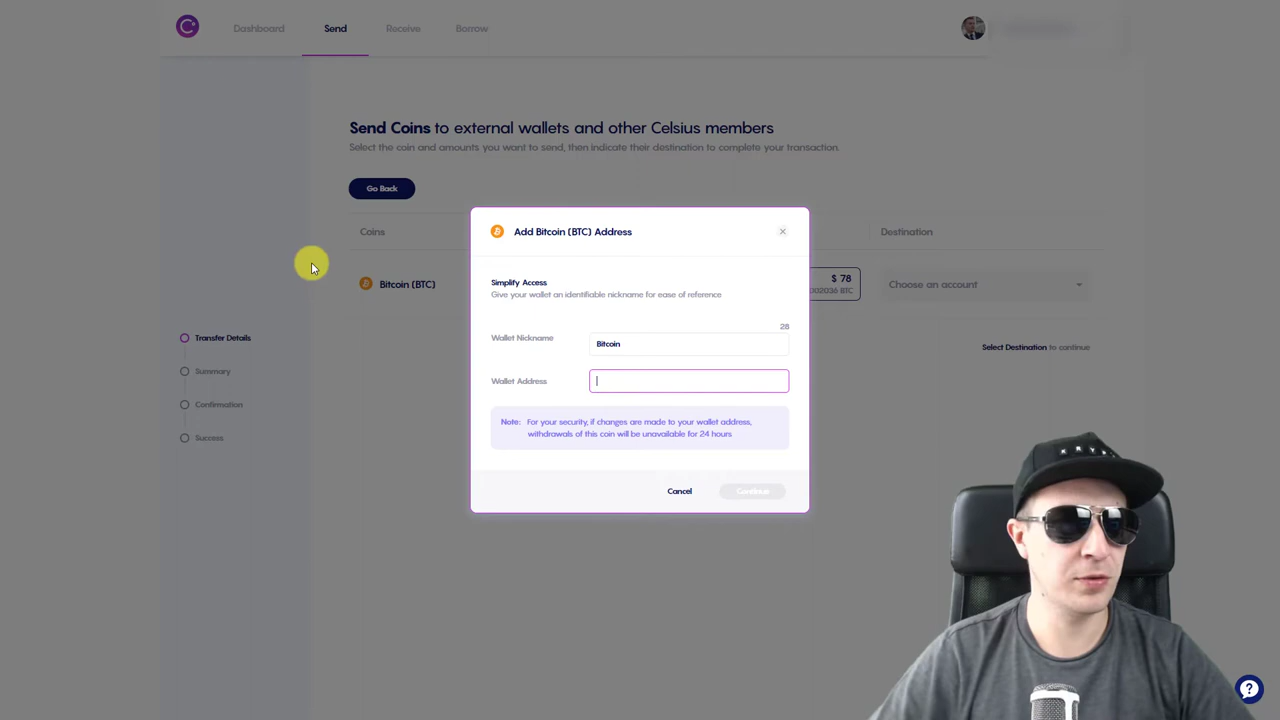 Dashboard
Send
Receive
Borrow
Send Coins to external wallets and other Celsius members
Select the coin and amounts you want to send, then indicate their destination to complete your transaction.
Go Back
Coins
Destination
Bitcoin (BTC)
$ 78
BTC
Choose an account
Select Destination to continue
Transfer Details
Summary
Confirmation
Success
Add Bitcoin (BTC) Address
Simplify Access
Give your wallet an identifiable nickname for ease of reference
28
Wallet Nickname
Bitcoin
Wallet Address
Note: For your security, if changes are made to your wallet address,
withdrawals of this coin will be unavailable for 24 hours
Cancel
Continue